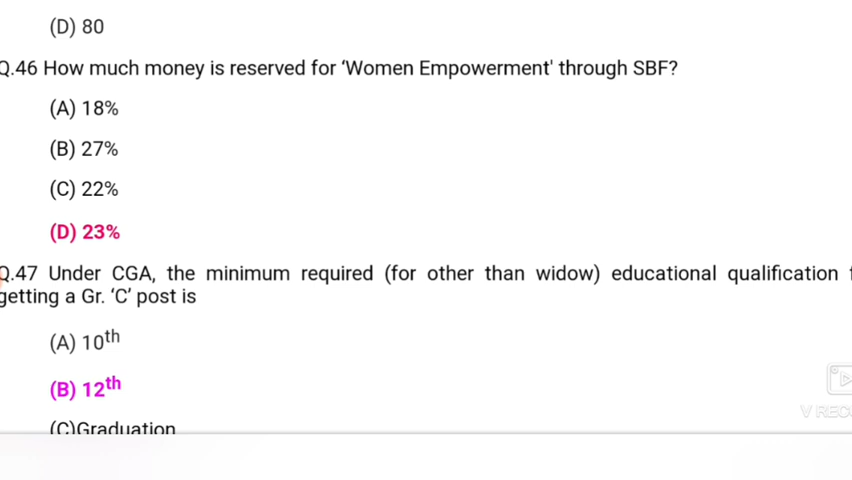 (D) 80
Q.46 How much money is reserved for ‘Women Empowerment' through SBF?
(A) 18%
(B) 27%
(C) 22%
(D) 23%
Q.47 Under CGA, the minimum required (for other than widow) educational qualification
getting a Gr. ‘C’ post is
(A) 10th
(B) 12th
(C)Graduation
V RECO